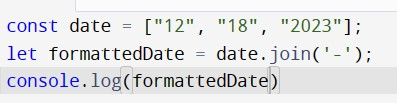 const date = ["12", "18", "2023"];
let formattedDate = date.join('-');
console.log(formattedDate)